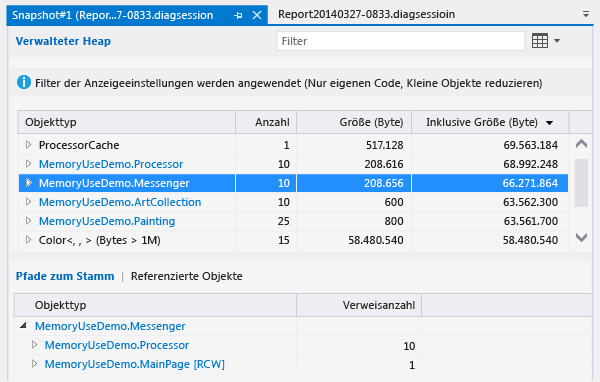 Snapshot#1 (Repor...7-0833.diagsession Report20140327-0833.diagsessioin
Verwalteter Heap Filter
Filter der Anzeigeeinstellungen werden angewendet (Nur eigenen Code, Kleine Objekte reduzieren)
Objekttyp Anzahl Größe (Byte) Inklusive Größe (Byte)
ProcessorCache 1 517.128 69.563.184
MemoryUseDemo.Processor 10 208.616 68.992.248
MemoryUseDemo.Messenger 10 208.656 66.271.864
MemoryUseDemo.ArtCollection 10 600 63.562.300
MemoryUseDemo.Painting 25 800 63.561.700
Color<, , > (Bytes > 1M) 15 58.480.540 58.480.540
Pfade zum Stamm | Referenzierte Objekte
Objekttyp Verweisanzahl
MemoryUseDemo.Messenger
MemoryUseDemo.Processor 10
MemoryUseDemo.MainPage [RCW] 1